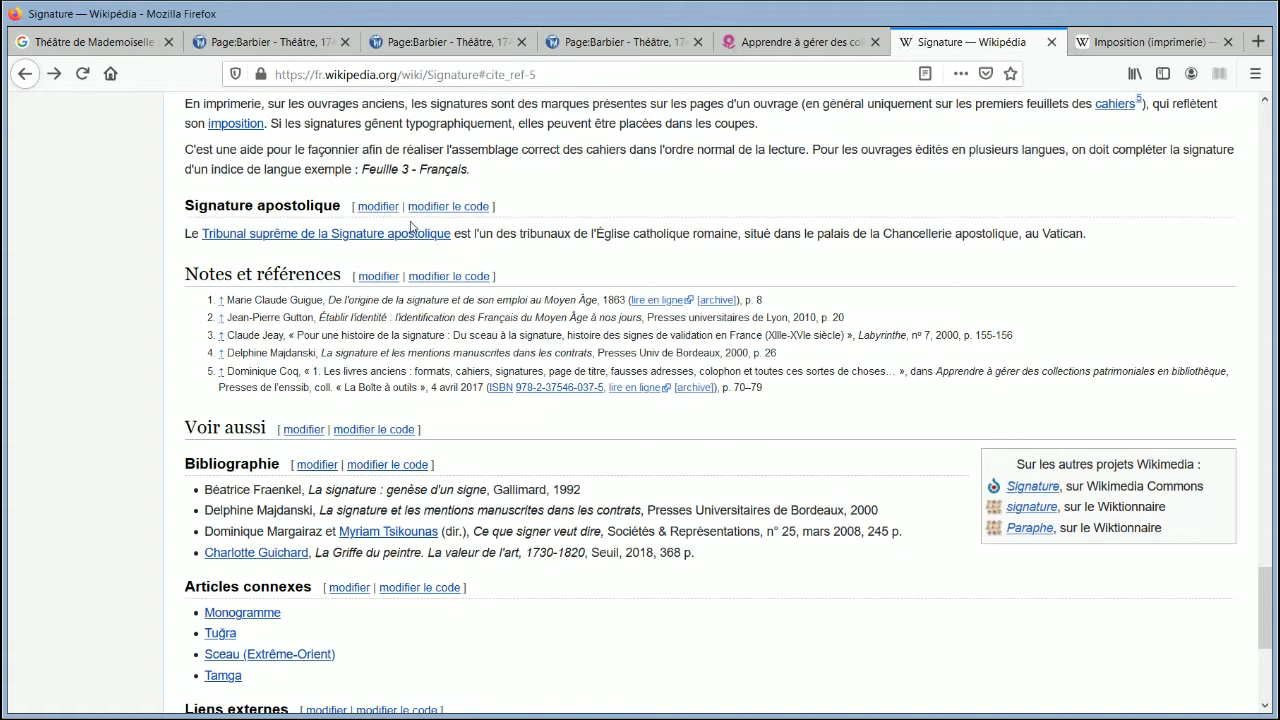 Signature — Wikipédia - Mozilla Firefox
Théâtre de Mademoiselle
Page:Barbier - Théâtre, 174
Page:Barbier - Théâtre, 174
Page:Barbier - Théâtre, 174
Apprendre à gérer des col
Signature — Wikipédia
Imposition (imprimerie) —
https://fr.wikipedia.org/wiki/Signature#cite_ref-5
En imprimerie, sur les ouvrages anciens, les signatures sont des marques présentes sur les pages d'un ouvrage (en général uniquement sur les premiers feuillets des cahiers5), qui reflètent
imposition. Si les signatures gênent typographiquement, elles peuvent être placées dans les coupes.
C'est une aide pour le façonnier afin de réaliser l'assemblage correct des cahiers dans l'ordre normal de la lecture. Pour les ouvrages édités en plusieurs langues, on doit compléter la signature
d'un indice de langue exemple : Feuille 3 - Français.
Signature apostolique [ modifier | modifier le code ]
Le Tribunal suprême de la Signature apostolique est l'un des tribunaux de l'Église catholique romaine, situé dans le palais de la Chancellerie apostolique, au Vatican.
Notes et références [ modifier | modifier le code ]
1. ↑ Marie Claude Guigue, De l'origine de la signature et de son emploi au Moyen Âge, 1863 (lire en ligne [archive]), p. 8
2. ↑ Jean-Pierre Gutton, Établir l'identité : l'identification des Français du Moyen Âge à nos jours, Presses universitaires de Lyon, 2010, p. 20
3. ↑ Claude Jeay, « Pour une histoire de la signature : Du sceau à la signature, histoire des signes de validation en France (XIIIe-XVIe siècle) », Labyrinthe, nº 7, 2000, p. 155-156
4. ↑ Delphine Majdanski, La signature et les mentions manuscrites dans les contrats, Presses Univ de Bordeaux, 2000, p. 26
5. ↑ Dominique Coq, « 1. Les livres anciens : formats, cahiers, signatures, page de titre, fausses adresses, colophon et toutes ces sortes de choses… », dans Apprendre à gérer des collections patrimoniales en bibliothèque,
Presses de l'enssib, coll. « La Boîte à outils », 4 avril 2017 (ISBN 978-2-37546-037-5, lire en ligne [archive]), p. 70–79
Voir aussi [ modifier | modifier le code ]
Bibliographie [ modifier | modifier le code ]
• Béatrice Fraenkel, La signature : genèse d'un signe, Gallimard, 1992
• Delphine Majdanski, La signature et les mentions manuscrites dans les contrats, Presses Universitaires de Bordeaux, 2000
• Dominique Margairaz et Myriam Tsikounas (dir.), Ce que signer veut dire, Sociétés & Représentations, n° 25, mars 2008, 245 p.
• Charlotte Guichard, La Griffe du peintre. La valeur de l'art, 1730-1820, Seuil, 2018, 368 p.
Sur les autres projets Wikimedia :
Signature, sur Wikimedia Commons
signature, sur le Wiktionnaire
Paraphe, sur le Wiktionnaire
Articles connexes [ modifier | modifier le code ]
• Monogramme
• Tuğra
• Sceau (Extrême-Orient)
• Tamga
Liens externes [ modifier | modifier le code ]